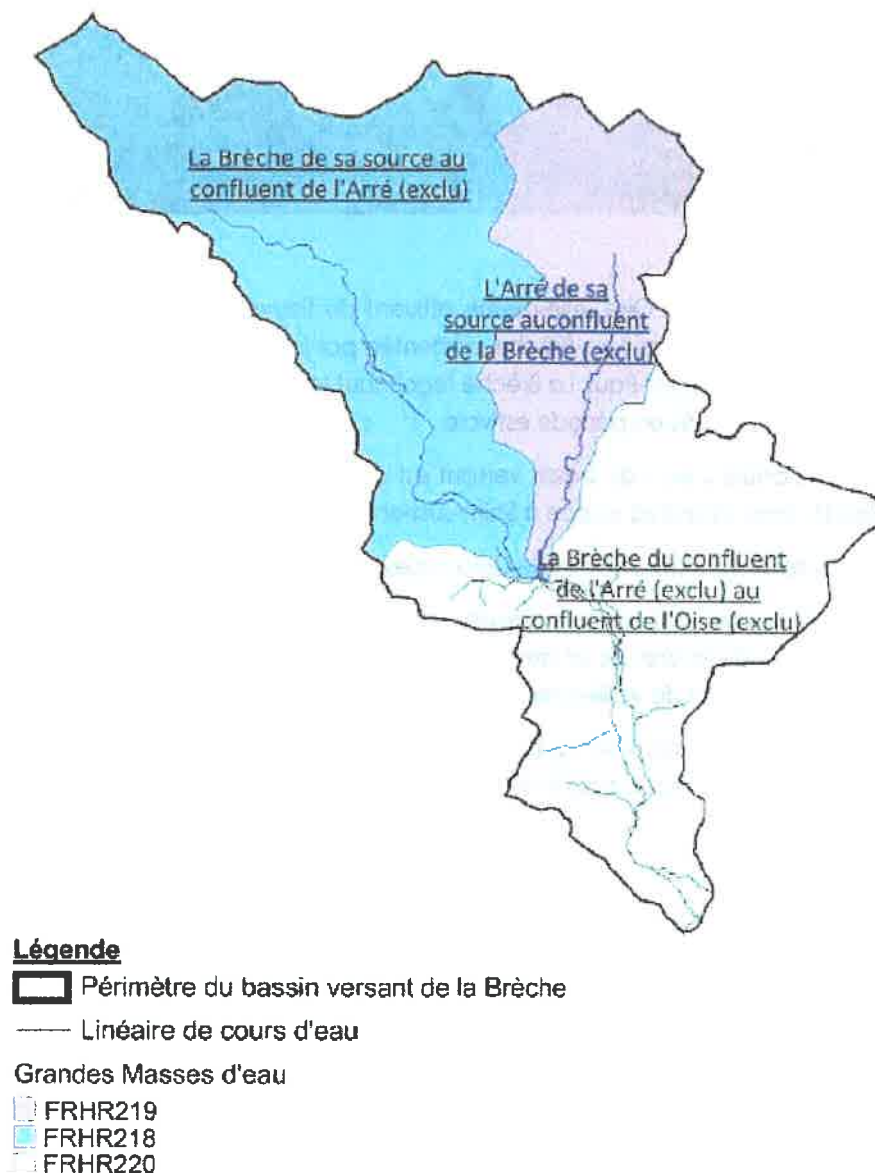 La Brèche de sa source au
confluent de l'Arré (exclu)
L'Arré de sa
source auconfluent
de la Brèche (exclu)
La Brèche du confluent
de l'Arré (exclu) au
confluent de l'Oise (exclu)
Légende
Périmètre du bassin versant de la Brèche
Linéaire de cours d'eau
Grandes Masses d'eau
FRHR219
FRHR218
FRHR220